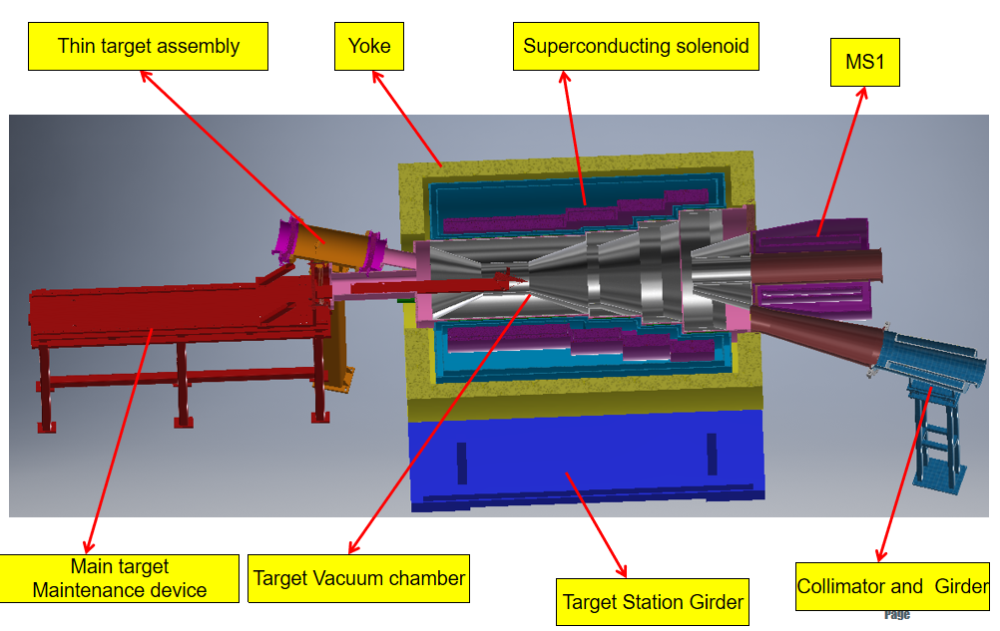 Thin target assembly
Yoke
Superconducting solenoid
MS1
Main target
Maintenance device
Target Vacuum chamber
Target Station Girder
Collimator and Girder
Page